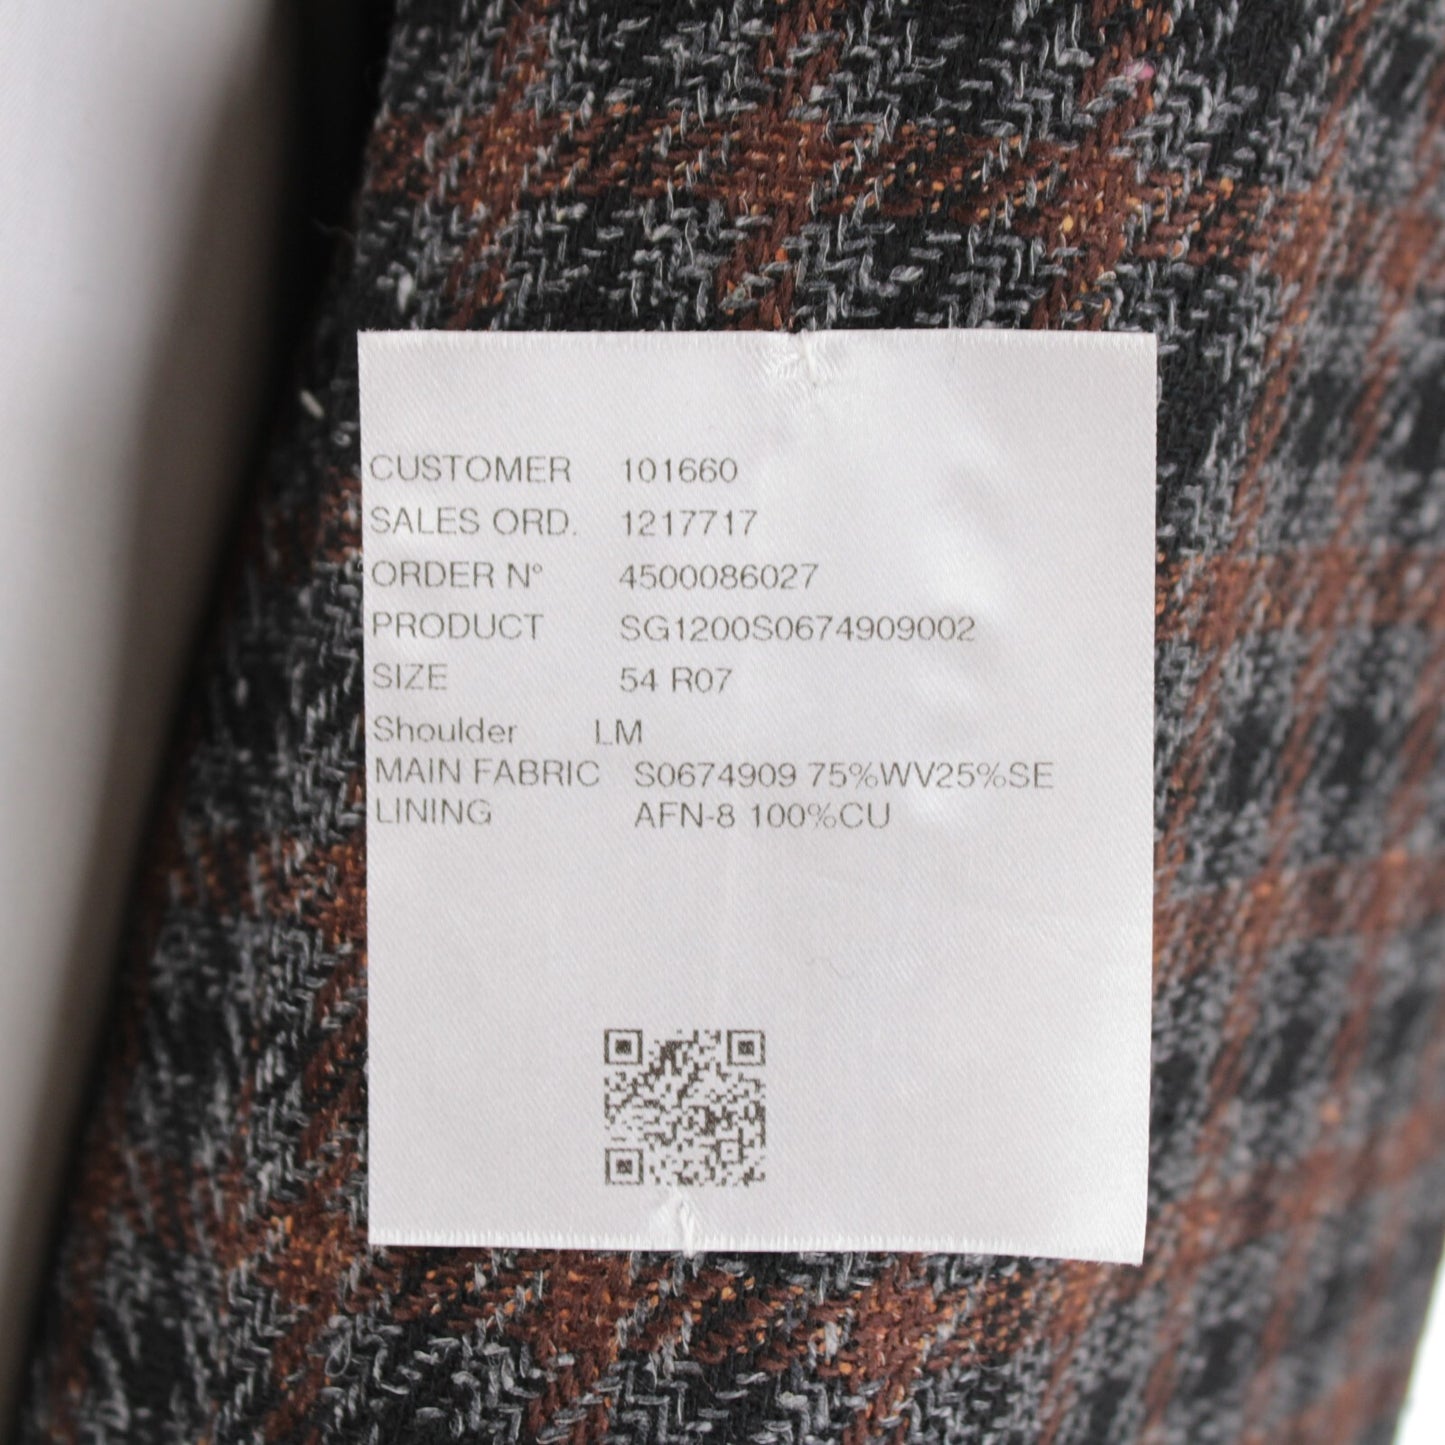 CUSTOMER 101660
SALES ORD. 1217717
ORDER N° 4500086027
PRODUCT SG1200S0674909002
SIZE 54 R07
Shoulder LM
MAIN FABRIC S0674909 75%WV25%SE
LINING AFN-8 100%CU